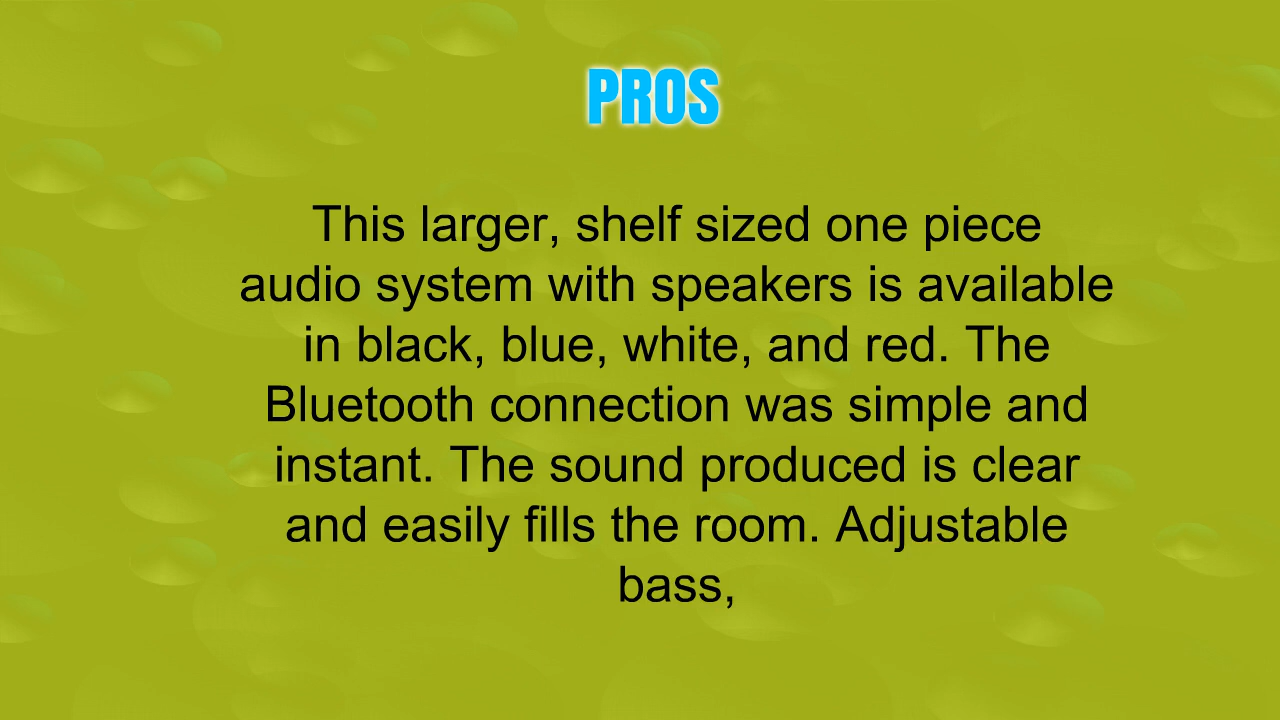 PROS
This larger, shelf sized one piece
audio system with speakers is available
in black, blue, white, and red. The
Bluetooth connection was simple and
instant. The sound produced is clear
and easily fills the room. Adjustable
bass,